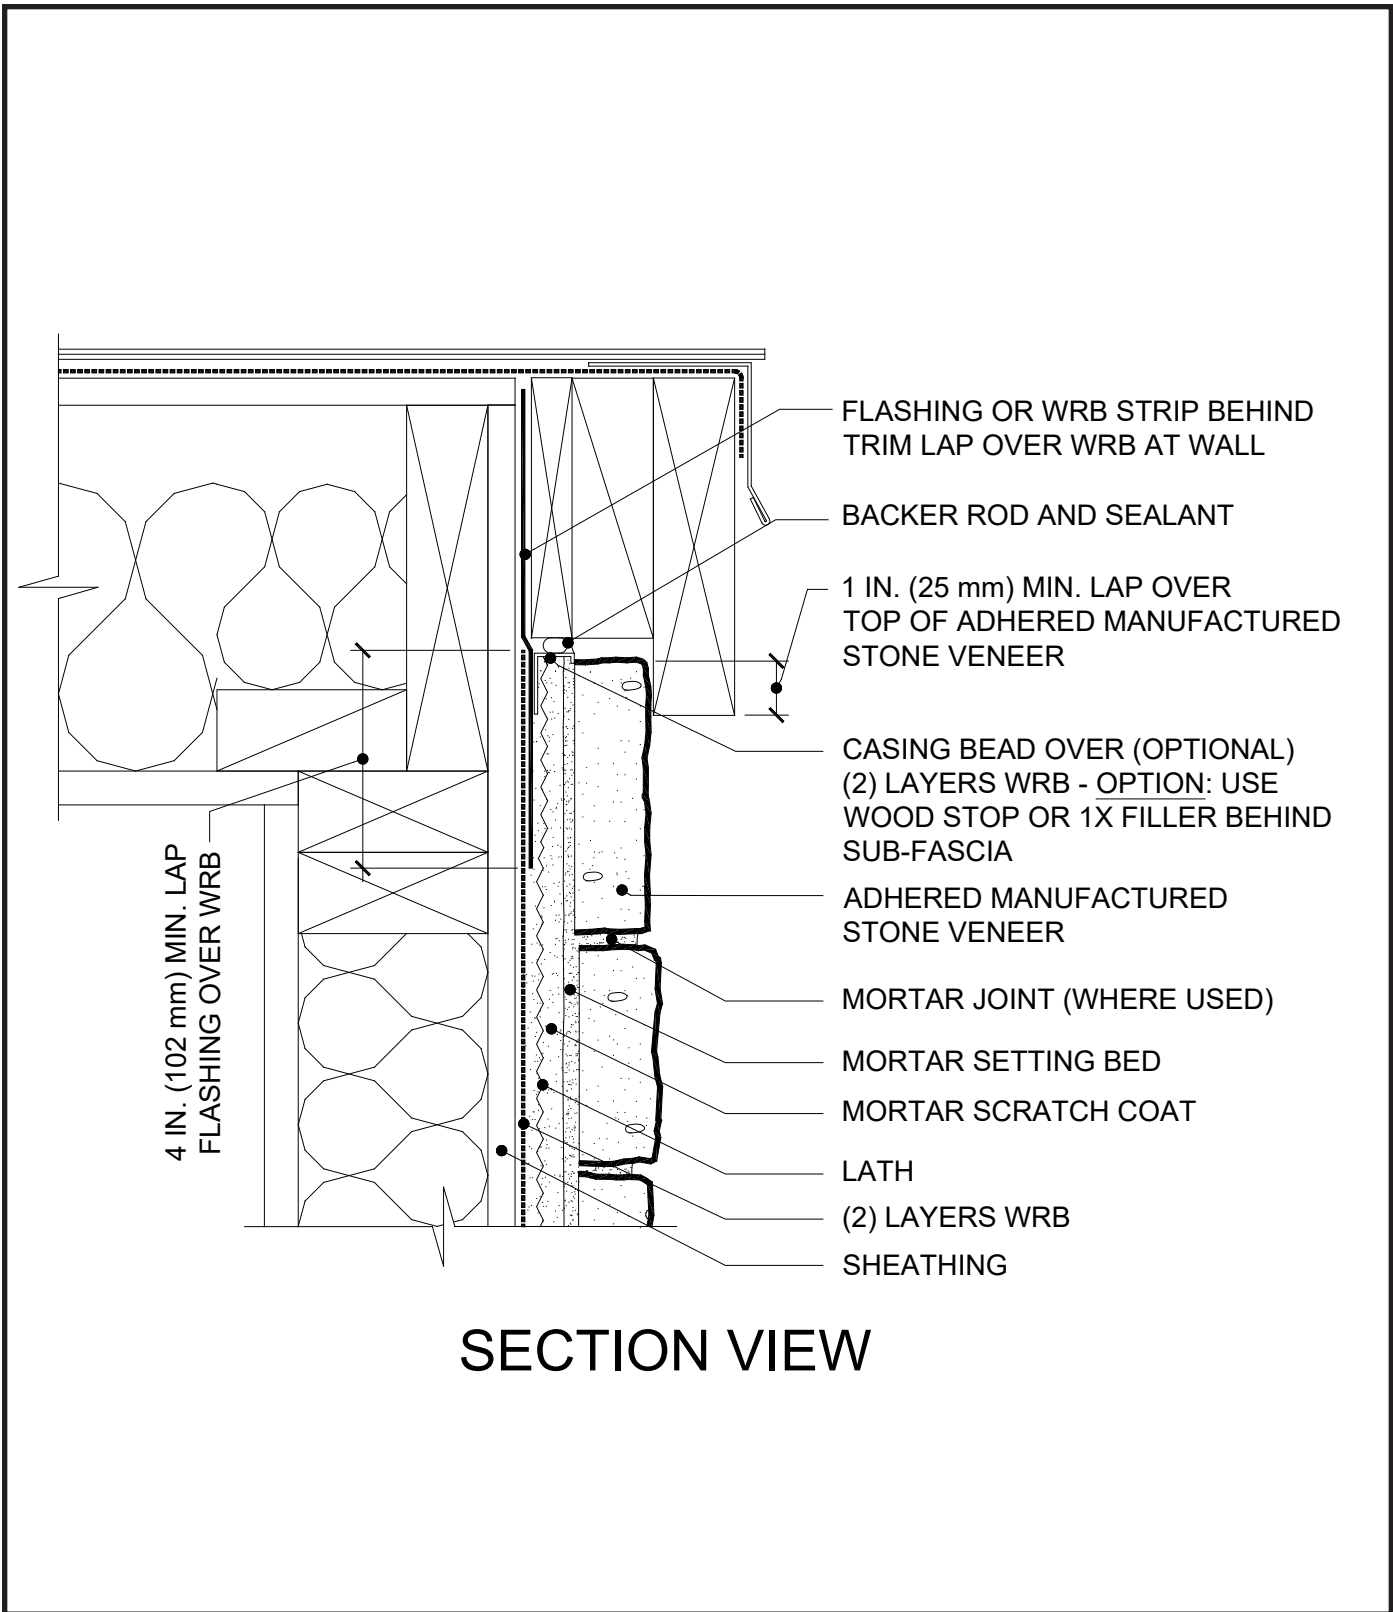 FLASHING OR WRB STRIP BEHIND
TRIM LAP OVER WRB AT WALL
BACKER ROD AND SEALANT
1 IN. (25 mm) MIN. LAP OVER
TOP OF ADHERED MANUFACTURED
STONE VENEER
CASING BEAD OVER (OPTIONAL)
(2) LAYERS WRB - OPTION: USE
WOOD STOP OR 1X FILLER BEHIND
SUB-FASCIA
ADHERED MANUFACTURED
STONE VENEER
MORTAR JOINT (WHERE USED)
MORTAR SETTING BED
MORTAR SCRATCH COAT
LATH
(2) LAYERS WRB
SHEATHING
4 IN. (102 mm) MIN. LAP
FLASHING OVER WRB
SECTION VIEW